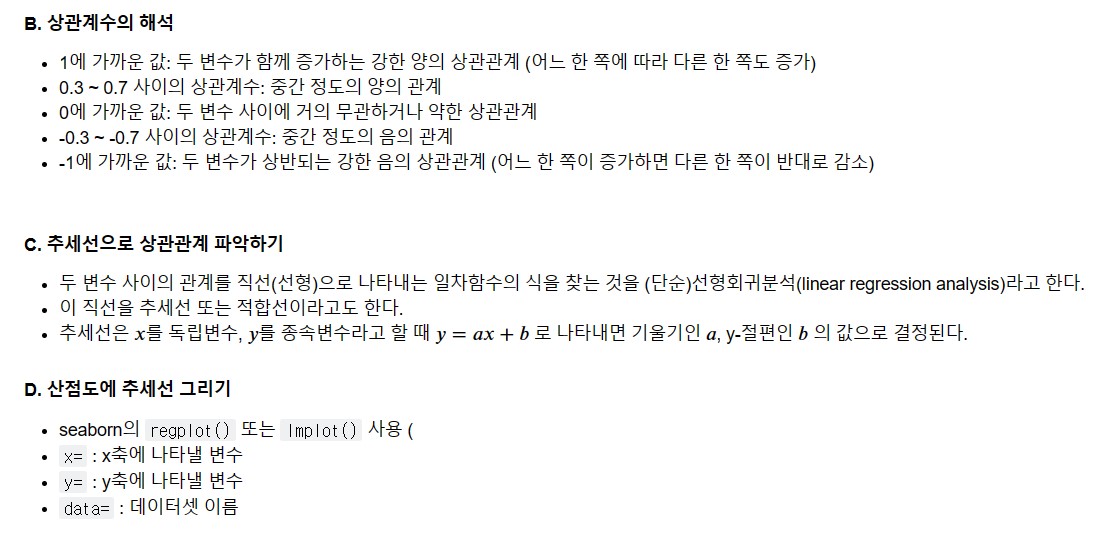 B. 상관계수의 해석
• 1에 가까운 값: 두 변수가 함께 증가하는 강한 양의 상관관계 (어느 한 쪽에 따라 다른 한 쪽도 증가)
• 0.3 ~ 0.7 사이의 상관계수: 중간 정도의 양의 관계
• 0에 가까운 값: 두 변수 사이에 거의 무관하거나 약한 상관관계
• -0.3 ~ -0.7 사이의 상관계수: 중간 정도의 음의 관계
• -1에 가까운 값: 두 변수가 상반되는 강한 음의 상관관계 (어느 한 쪽이 증가하면 다른 한 쪽이 반대로 감소)
C. 추세선으로 상관관계 파악하기
• 두 변수 사이의 관계를 직선(선형)으로 나타내는 일차함수의 식을 찾는 것을 (단순)선형회귀분석(linear regression analysis)라고 한다.
• 이 직선을 추세선 또는 적합선이라고도 한다.
• 추세선은 x를 독립변수, y를 종속변수라고 할 때 y = ax + b 로 나타내면 기울기인 a, y-절편인 b 의 값으로 결정된다.
D. 산점도에 추세선 그리기
• seaborn의 regplot() 또는 lmplot() 사용 (
• x= : x축에 나타낼 변수
• y= : y축에 나타낼 변수
• data= : 데이터셋 이름